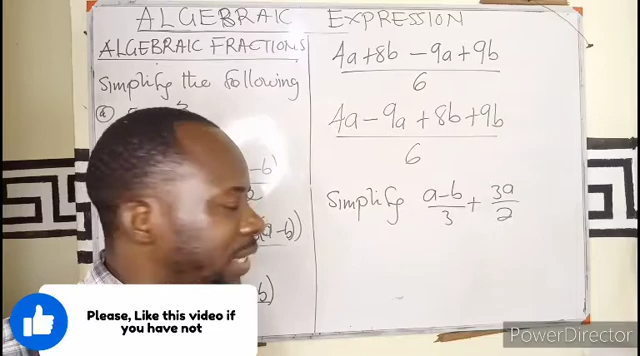 ALGEBRAIC EXPRESSION
ALGEBRAIC FRACTIONS
Simplify the following
(a)
4a+8b - 9a+9b
6
4a - 9a + 8b + 9b
6
Simplify a-b/3 + 3a/2
Please, Like this video if
you have not
PowerDirector